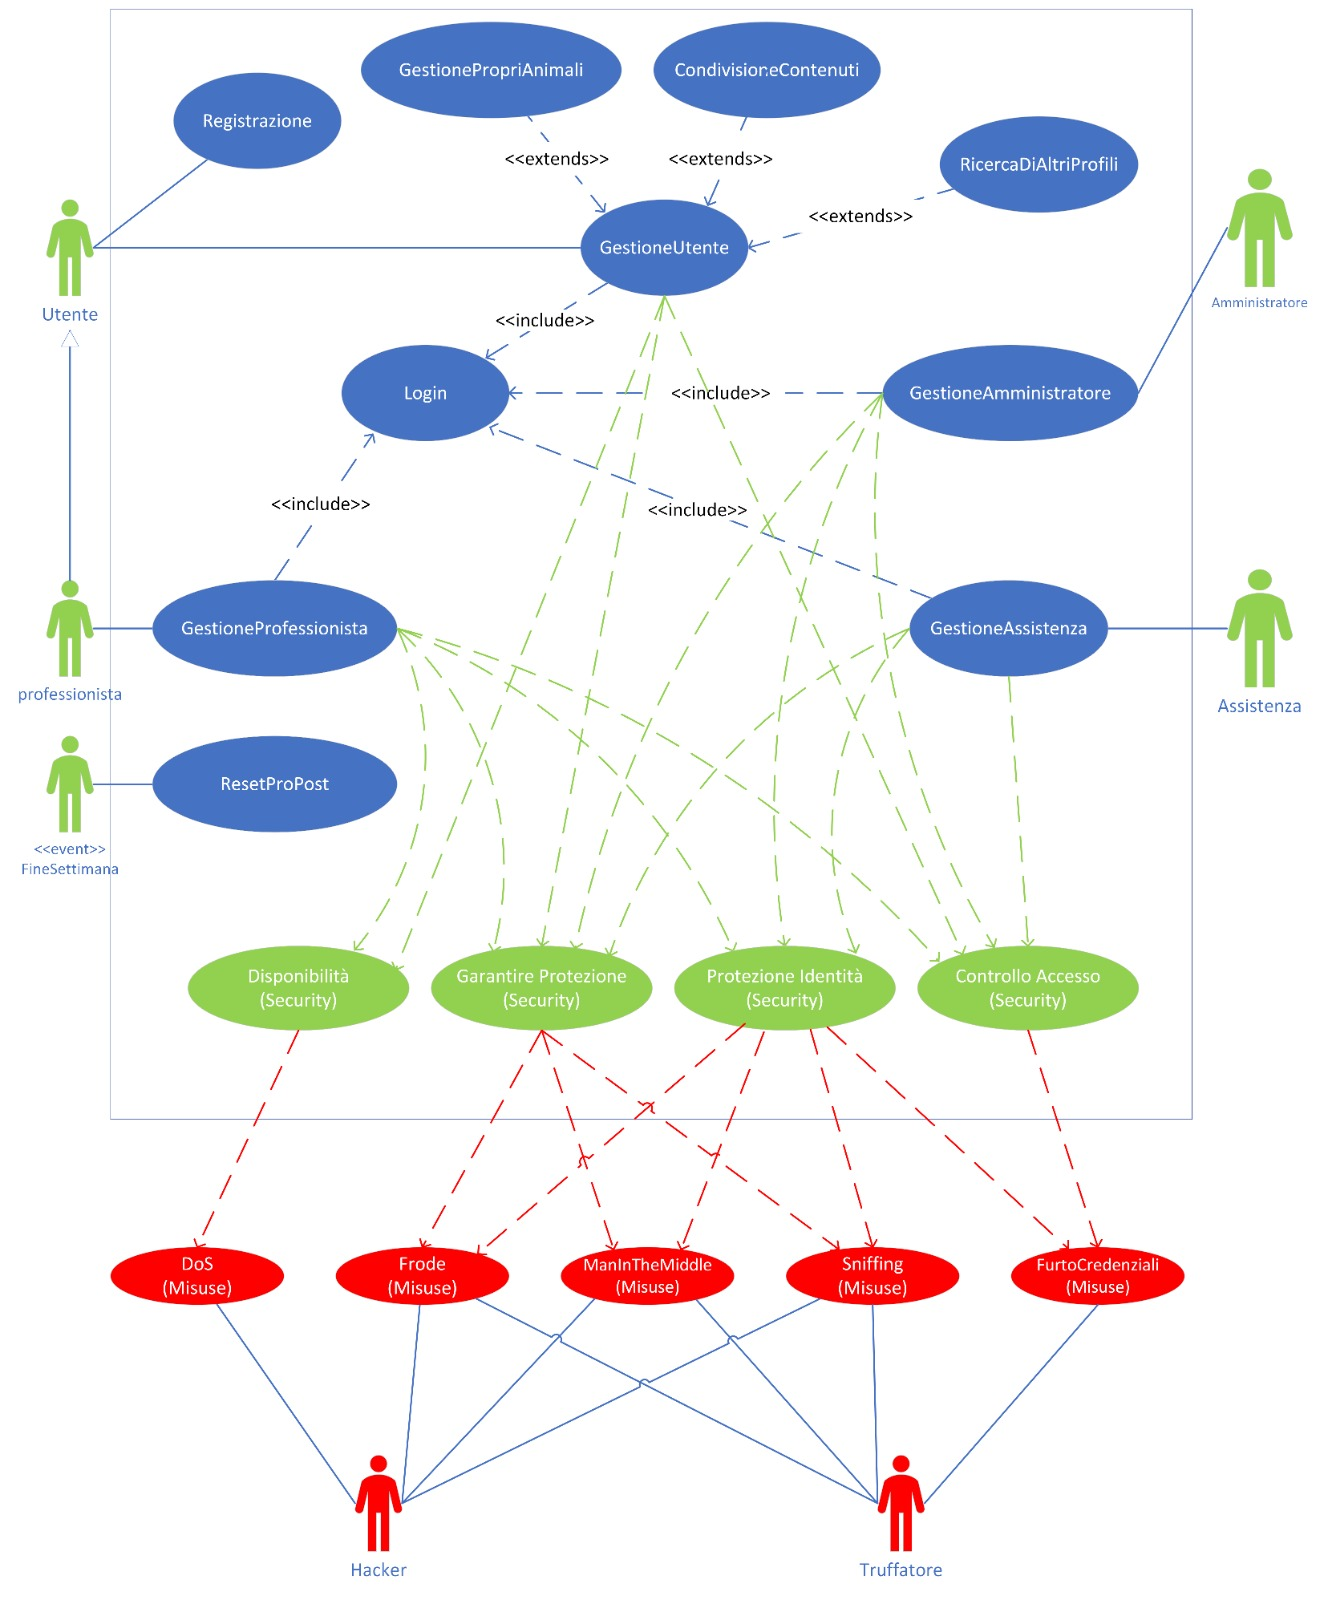 GestionePropriAnimali
CondivisioneContenuti
Registrazione
<<extends>>
<<extends>>
RicercaDiAltriProfili
<<extends>>
GestioneUtente
Utente
Amministratore
<<include>>
Login
<<include>>
GestioneAmministratore
<<include>>
<<include>>
GestioneProfessionista
GestioneAssistenza
professionista
Assistenza
ResetProPost
<<event>>
FineSettimana
Disponibilità
(Security)
Garantire Protezione
(Security)
Protezione Identità
(Security)
Controllo Accesso
(Security)
DoS
(Misuse)
Frode
(Misuse)
ManInTheMiddle
(Misuse)
Sniffing
(Misuse)
FurtoCredenziali
(Misuse)
Hacker
Truffatore